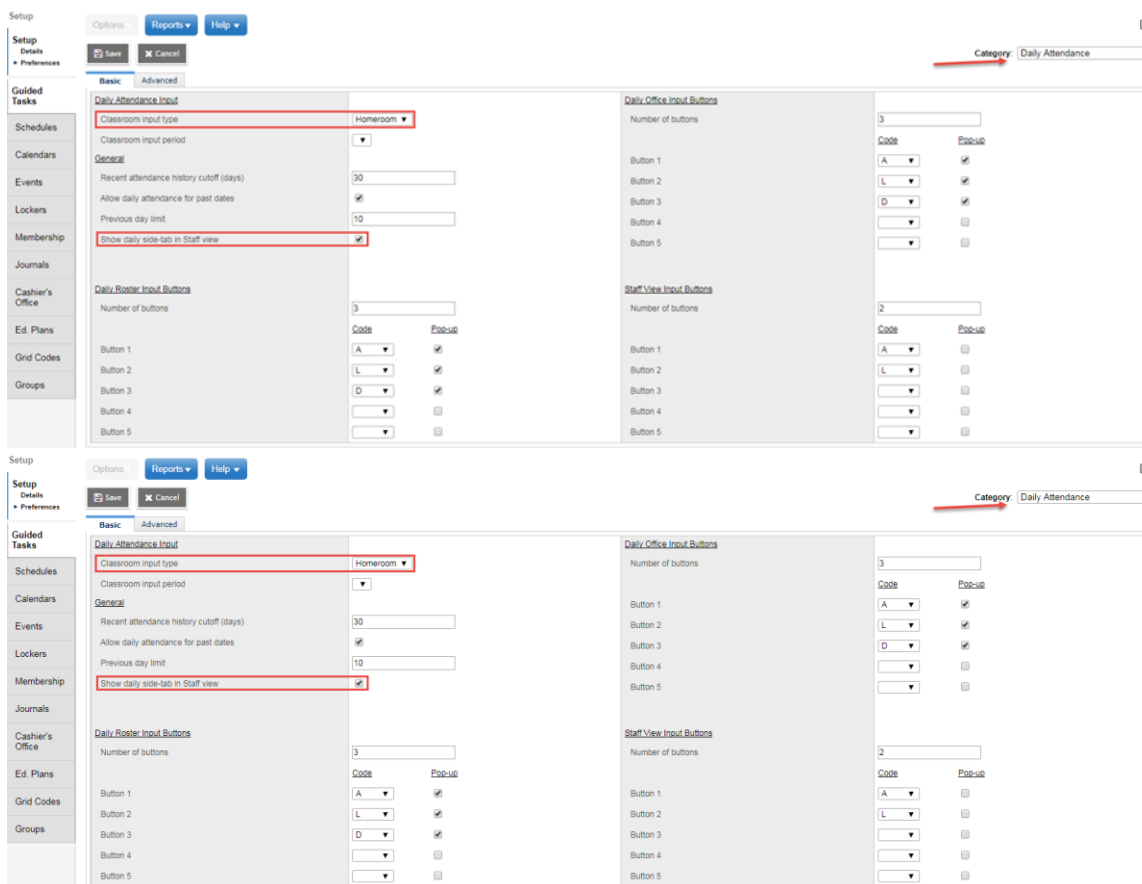 Setup
Options Reports Help
Setup
Details
Preferences
Save Cancel
Category: Daily Attendance
Basic Advanced
Guided Tasks
Schedules
Calendars
Events
Lockers
Membership
Journals
Cashier's Office
Ed. Plans
Grid Codes
Groups
Daily Attendance Input
Classroom input type Homeroom
Classroom input period
General
Recent attendance history cutoff (days) 30
Allow daily attendance for past dates
Previous day limit 10
Show daily side-tab in Staff view
Daily Office Input Buttons
Number of buttons 3
Code Pop-up
Button 1 A
Button 2 L
Button 3 D
Button 4
Button 5
Daily Roster Input Buttons
Number of buttons 3
Code Pop-up
Button 1 A
Button 2 L
Button 3 D
Button 4
Button 5
Staff View Input Buttons
Number of buttons 2
Code Pop-up
Button 1 A
Button 2 L
Button 3
Button 4
Button 5
Setup
Options Reports Help
Setup
Details
Preferences
Save Cancel
Category: Daily Attendance
Basic Advanced
Guided Tasks
Schedules
Calendars
Events
Lockers
Membership
Journals
Cashier's Office
Ed. Plans
Grid Codes
Groups
Daily Attendance Input
Classroom input type Homeroom
Classroom input period
General
Recent attendance history cutoff (days) 30
Allow daily attendance for past dates
Previous day limit 10
Show daily side-tab in Staff view
Daily Office Input Buttons
Number of buttons 3
Code Pop-up
Button 1 A
Button 2 L
Button 3 D
Button 4
Button 5
Daily Roster Input Buttons
Number of buttons 3
Code Pop-up
Button 1 A
Button 2 L
Button 3 D
Button 4
Button 5
Staff View Input Buttons
Number of buttons 2
Code Pop-up
Button 1 A
Button 2 L
Button 3
Button 4
Button 5